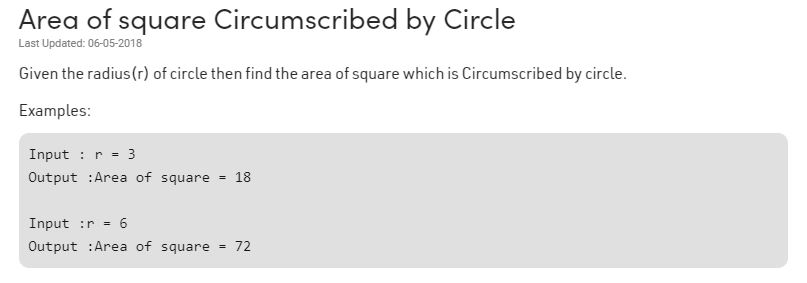 Area of square Circumscribed by Circle
Last Updated: 06-05-2018
Given the radius(r) of circle then find the area of square which is Circumscribed by circle.
Examples:
Input : r = 3
Output :Area of square = 18
Input :r = 6
Output :Area of square = 72